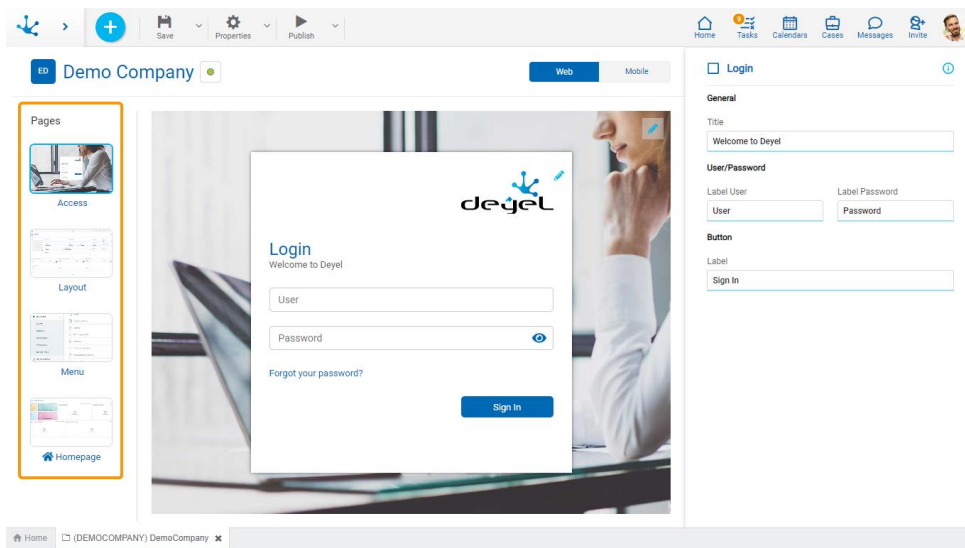 Save
Properties
Publish
Home
9
Tasks
Calendars
Cases
Messages
Invite
ED
Demo Company
Web
Mobile
Pages
Access
Layout
Menu
Homepage
deyel
Login
Welcome to Deyel
User
Password
Forgot your password?
Sign In
Login
General
Title
Welcome to Deyel
User/Password
Label User
Label Password
User
Password
Button
Label
Sign In
Home
(DEMOCOMPANY) DemoCompany